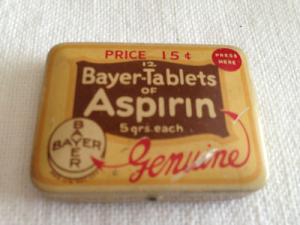 PRICE 15¢
PRESS
HERE
12
Bayer-Tablets
OF
Aspirin
5 grs. each
BAYER
BAYER
Genuine